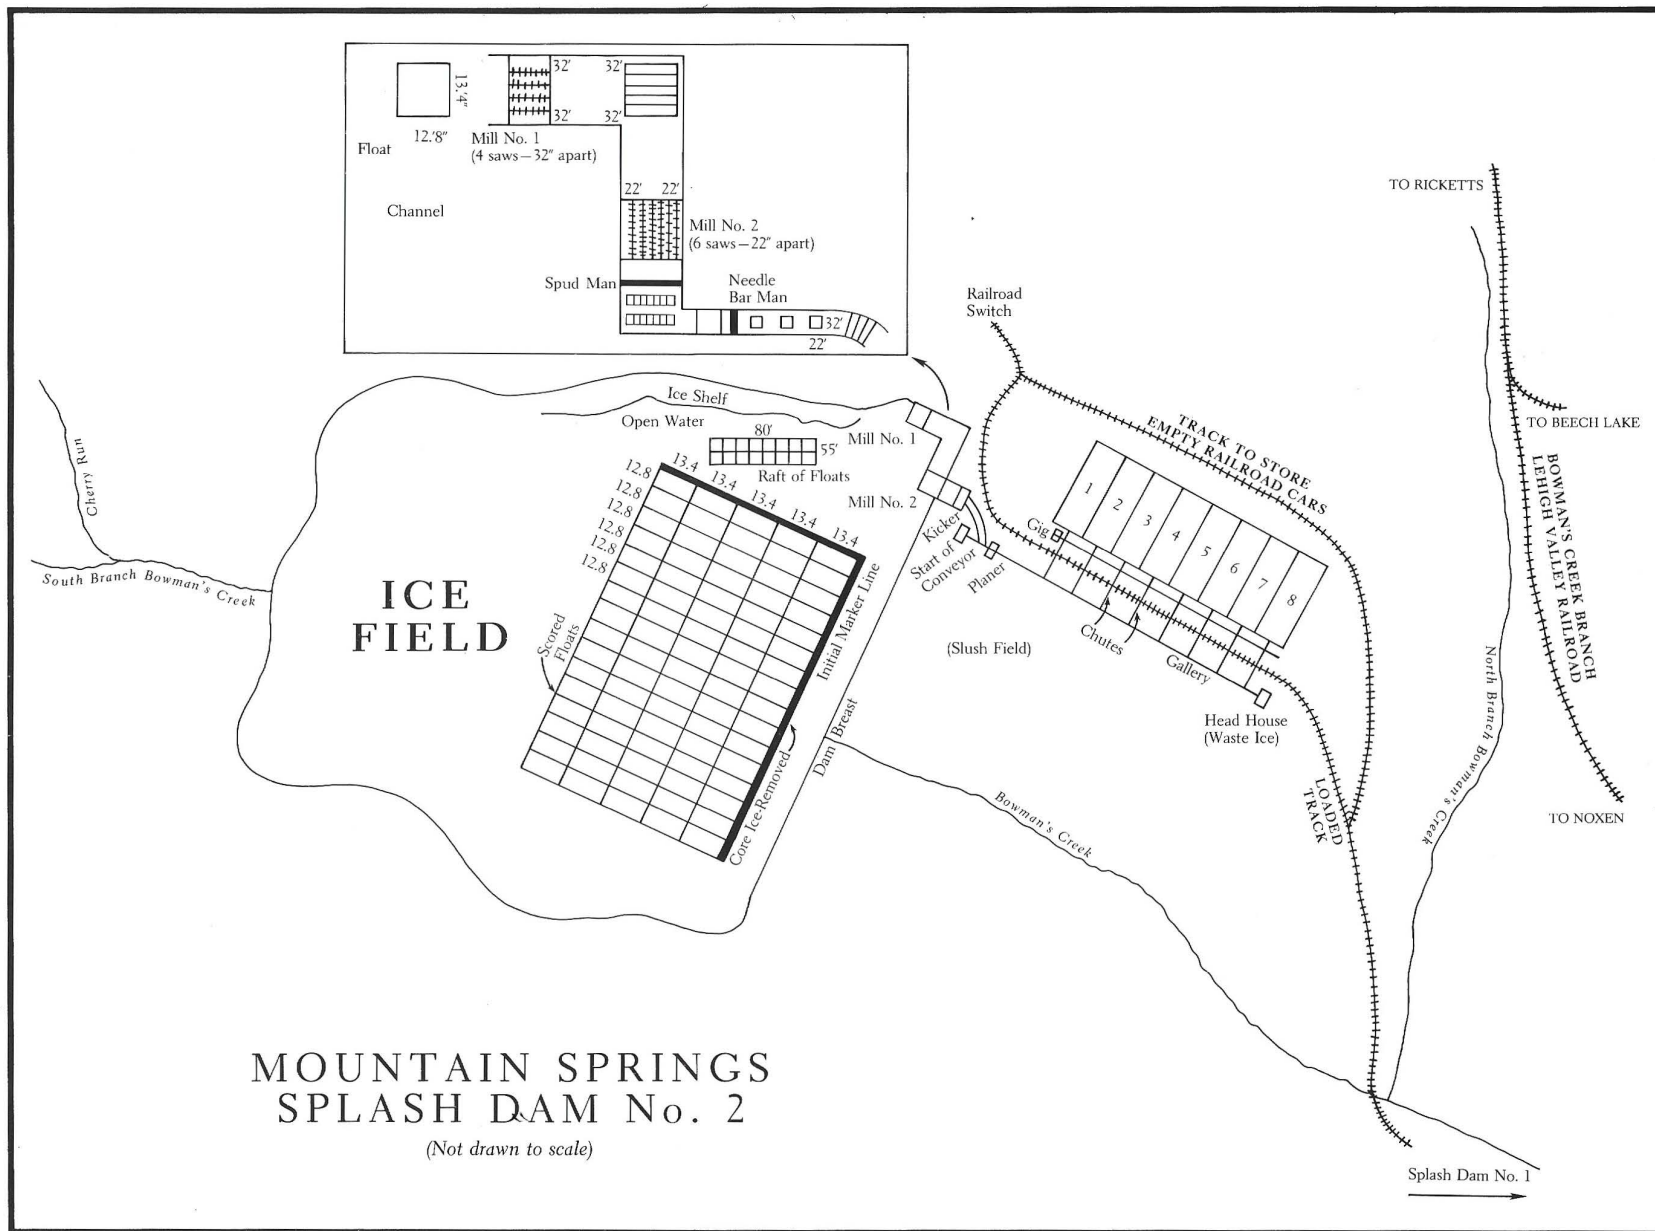 32'
32'
13.'4"
32'
32'
12.'8"
Mill No. 1
(4 saws—32" apart)
Float
22'
22'
Channel
Mill No. 2
(6 saws—22" apart)
Spud Man
Needle
Bar Man
32'
22'
TO RICKETTS
Railroad
Switch
Ice Shelf
Open Water
80'
55'
Raft of Floats
Mill No. 1
Mill No. 2
TRACK TO STORE
EMPTY RAILROAD CARS
TO BEECH LAKE
BOWMAN'S CREEK BRANCH
LEHIGH VALLEY RAILROAD
Cherry Run
South Branch Bowman's Creek
12.8
12.8
12.8
12.8
12.8
12.8
13.4
13.4
13.4
13.4
13.4
Kicker
Start of
Conveyor
Planer
Gig
1
2
3
4
5
6
7
8
ICE
FIELD
Scored
Floats
Initial Marker Line
(Slush Field)
Chutes
Gallery
Head House
(Waste Ice)
Core Ice-Removed
Dam Breast
Bowman's Creek
LOADED
TRACK
North Branch Bowman's Creek
TO NOXEN
MOUNTAIN SPRINGS
SPLASH DAM No. 2
(Not drawn to scale)
Splash Dam No. 1